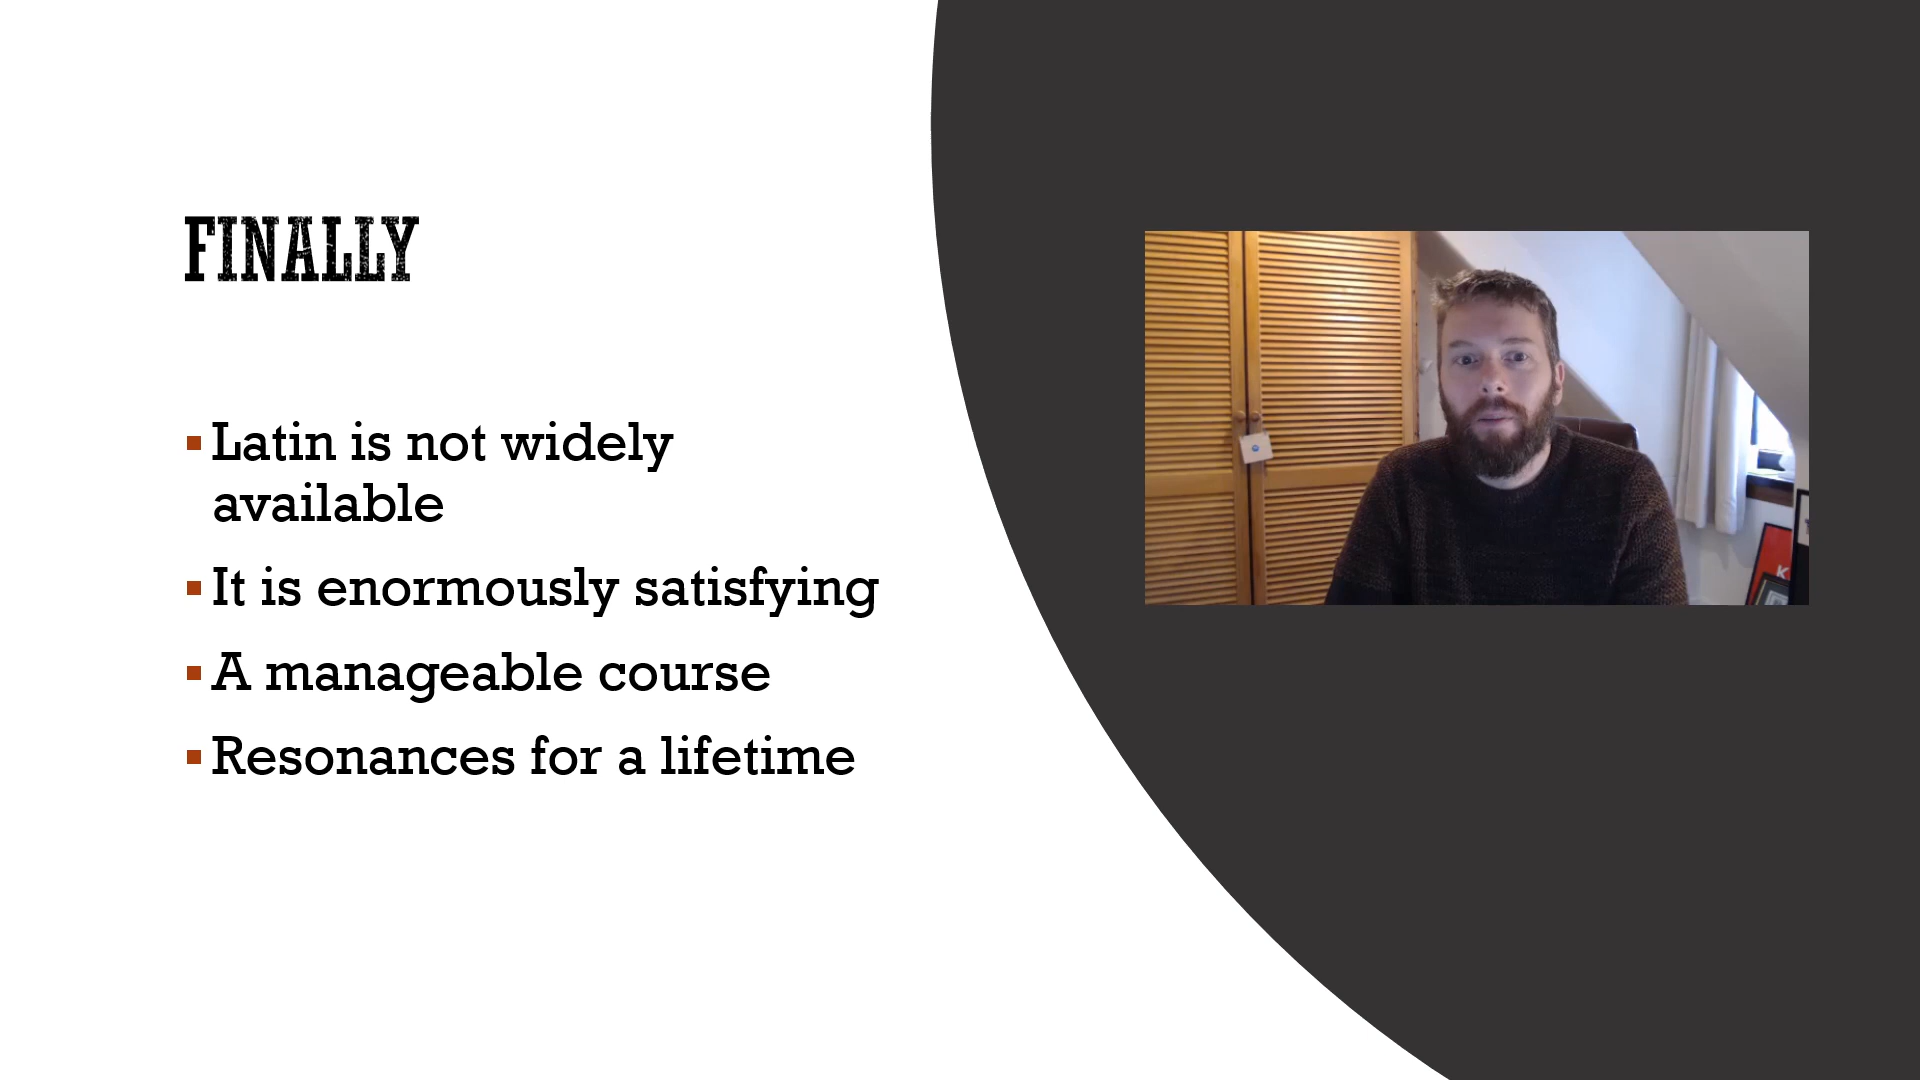 FINALLY
Latin is not widely
available
It is enormously satisfying
A manageable course
Resonances for a lifetime
K